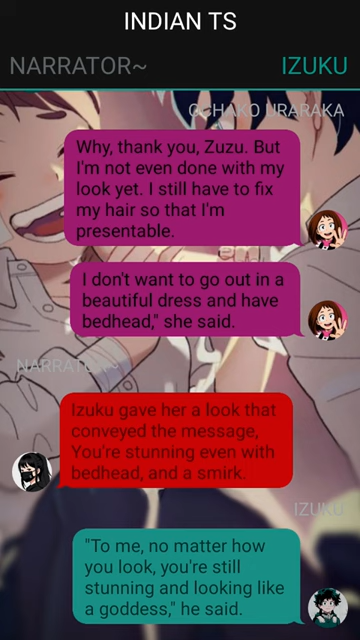 INDIAN TS
NARRATOR~ IZUKU
OCHAKO URARAKA
Why, thank you, Zuzu. But
I'm not even done with my
look yet. I still have to fix
my hair so that I'm
presentable.
I don't want to go out in a
beautiful dress and have
bedhead," she said.
NARRATOR~
Izuku gave her a look that
conveyed the message,
You're stunning even with
bedhead, and a smirk.
IZUKU
"To me, no matter how
you look, you're still
stunning and looking like
a goddess," he said.